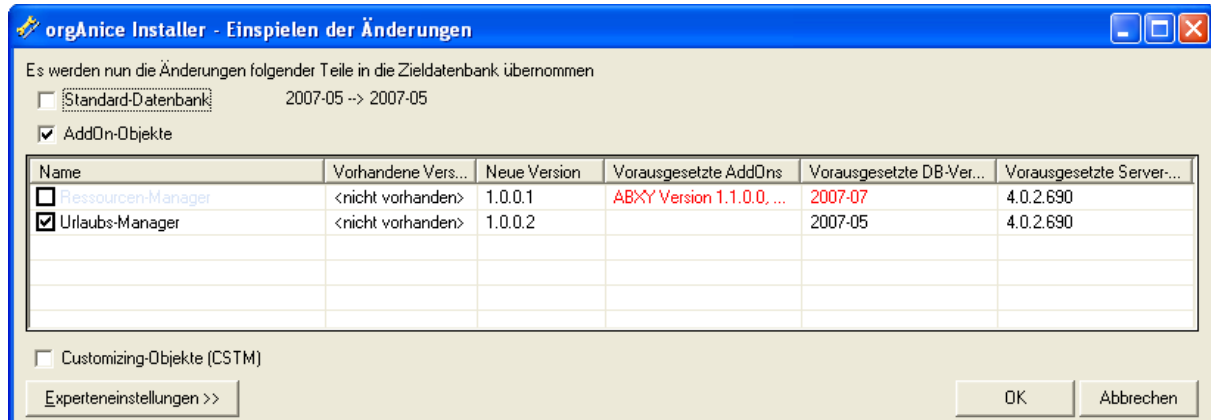 orgAnice Installer - Einspielen der Änderungen
Es werden nun die Änderungen folgender Teile in die Zieldatenbank übernommen
Standard-Datenbank 2007-05 --> 2007-05
AddOn-Objekte
Name Vorhandene Vers... Neue Version Vorausgesetzte AddOns Vorausgesetzte DB-Ver... Vorausgesetzte Server-...
Ressourcen-Manager <nicht vorhanden> 1.0.0.1 ABXY Version 1.1.0.0, ... 2007-07 4.0.2.690
Urlaubs-Manager <nicht vorhanden> 1.0.0.2 2007-05 4.0.2.690
Customizing-Objekte (CSTM)
Experteneinstellungen >> OK Abbrechen